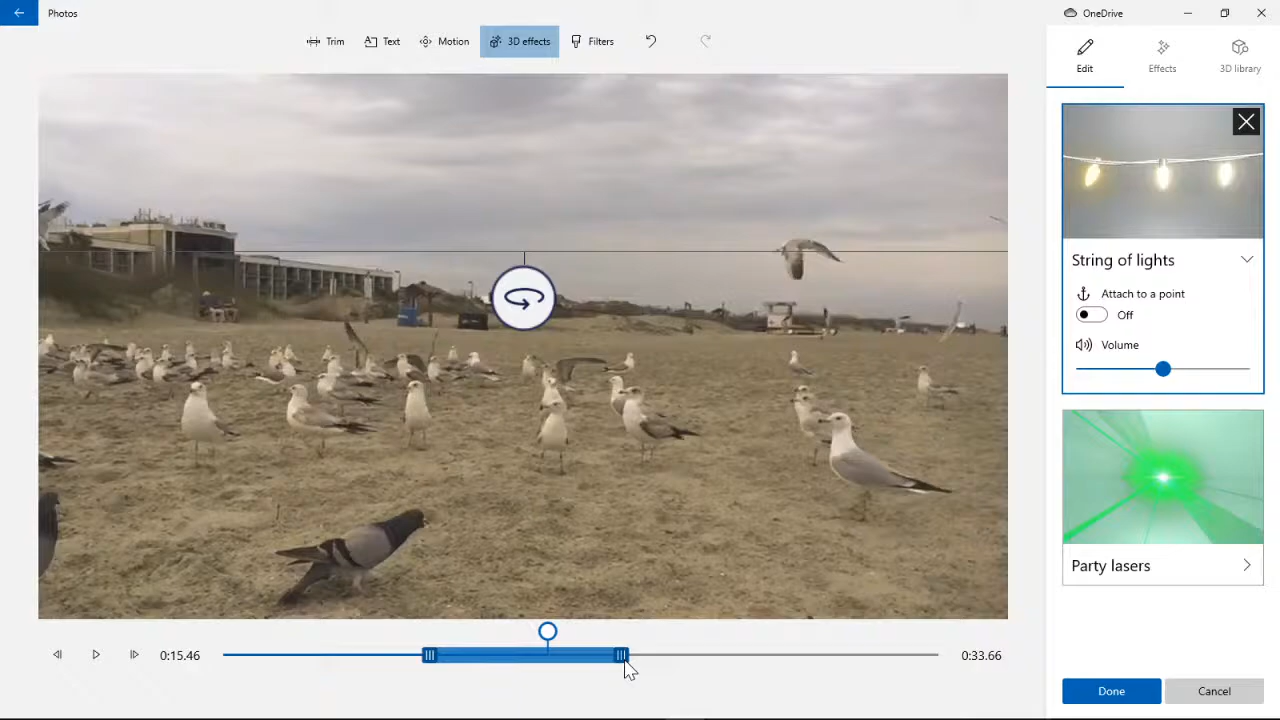 Photos
OneDrive
Trim
Text
Motion
3D effects
Filters
Edit
Effects
3D library
String of lights
Attach to a point
Off
Volume
Party lasers
0:15.46
0:33.66
Done
Cancel